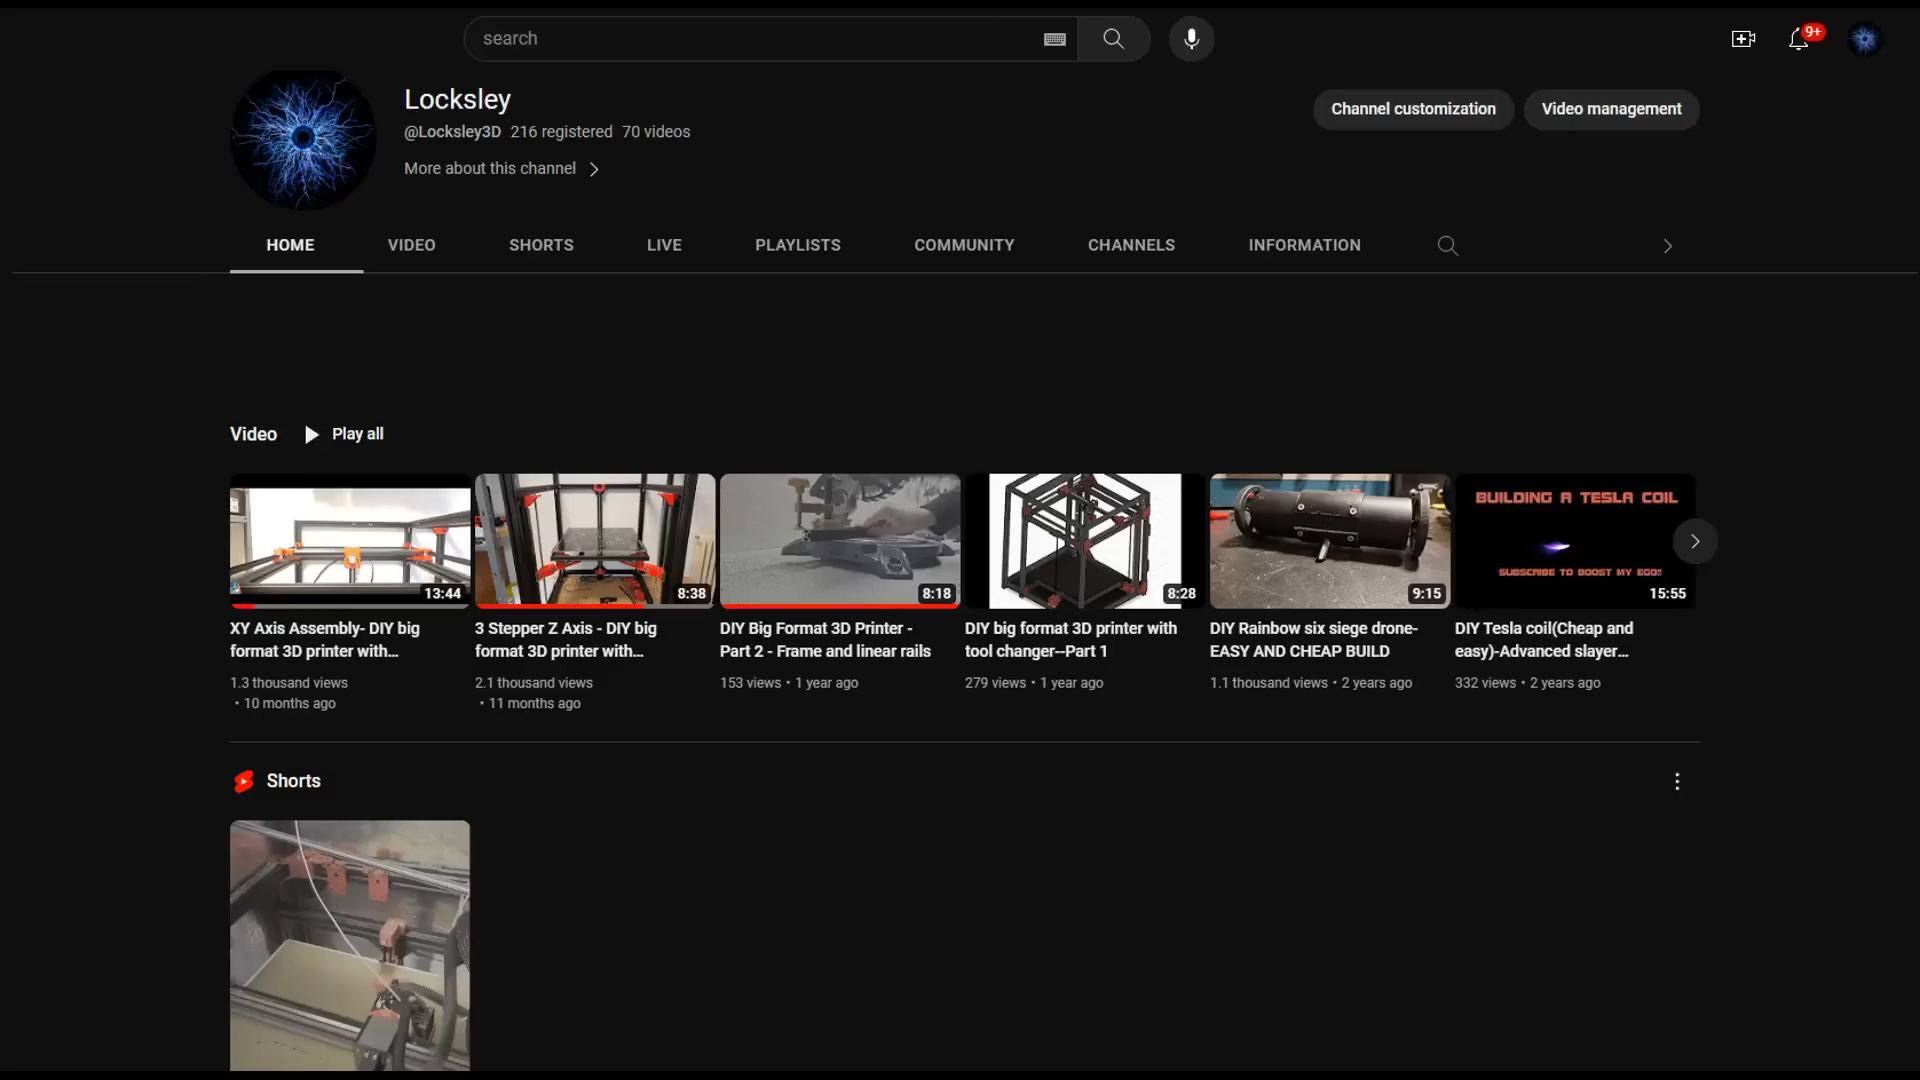 search
9+
Locksley
@Locksley3D 216 registered 70 videos
More about this channel
Channel customization
Video management
HOME
VIDEO
SHORTS
LIVE
PLAYLISTS
COMMUNITY
CHANNELS
INFORMATION
Video
Play all
13:44
XY Axis Assembly- DIY big
format 3D printer with...
1.3 thousand views
• 10 months ago
8:38
3 Stepper Z Axis - DIY big
format 3D printer with...
2.1 thousand views
• 11 months ago
8:18
DIY Big Format 3D Printer -
Part 2 - Frame and linear rails
153 views • 1 year ago
8:28
DIY big format 3D printer with
tool changer--Part 1
279 views • 1 year ago
9:15
DIY Rainbow six siege drone-
EASY AND CHEAP BUILD
1.1 thousand views • 2 years ago
BUILDING A TESLA COIL
SUBSCRIBE TO BOOST MY EGO!!
15:55
DIY Tesla coil(Cheap and
easy)-Advanced slayer...
332 views • 2 years ago
Shorts